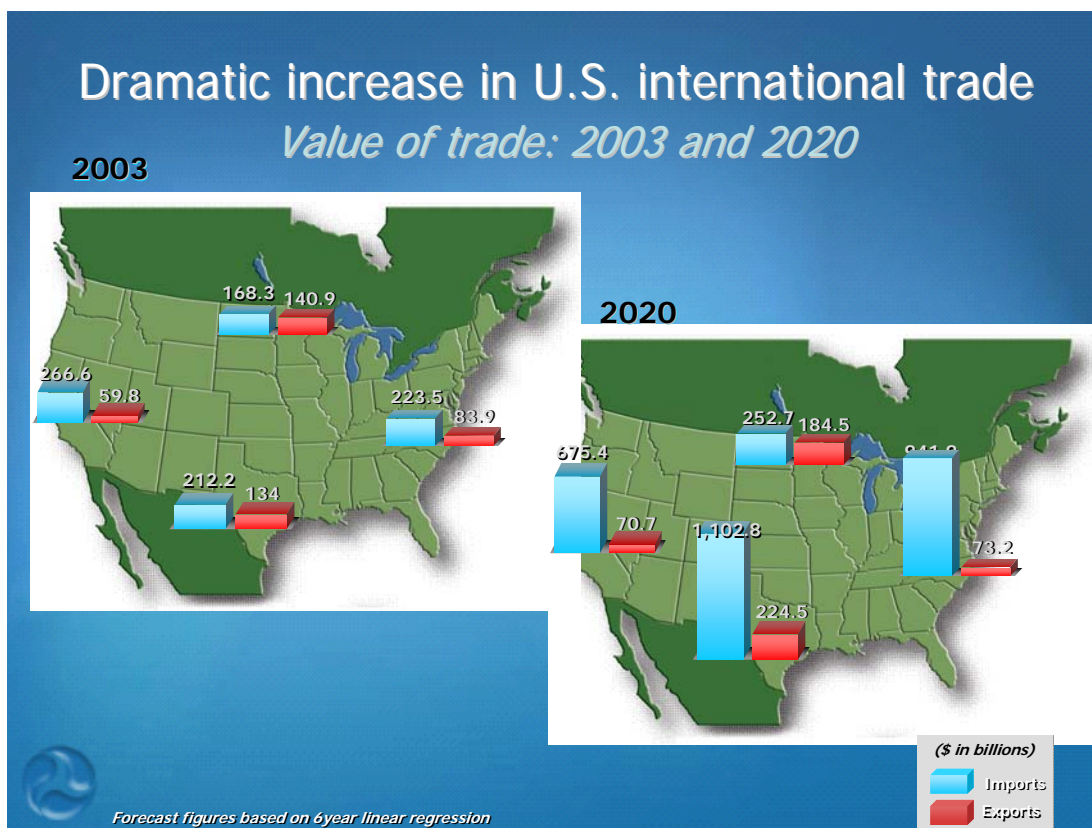 Dramatic increase in U.S. international trade
Value of trade: 2003 and 2020
2003
168.3 140.9
266.6
59.8
223.5
83.9
212.2
134
2020
252.7
184.5
675.4
70.7
1,102.8
73.2
224.5
($ in billions)
Imports
Exports
Forecast figures based on 6year linear regression